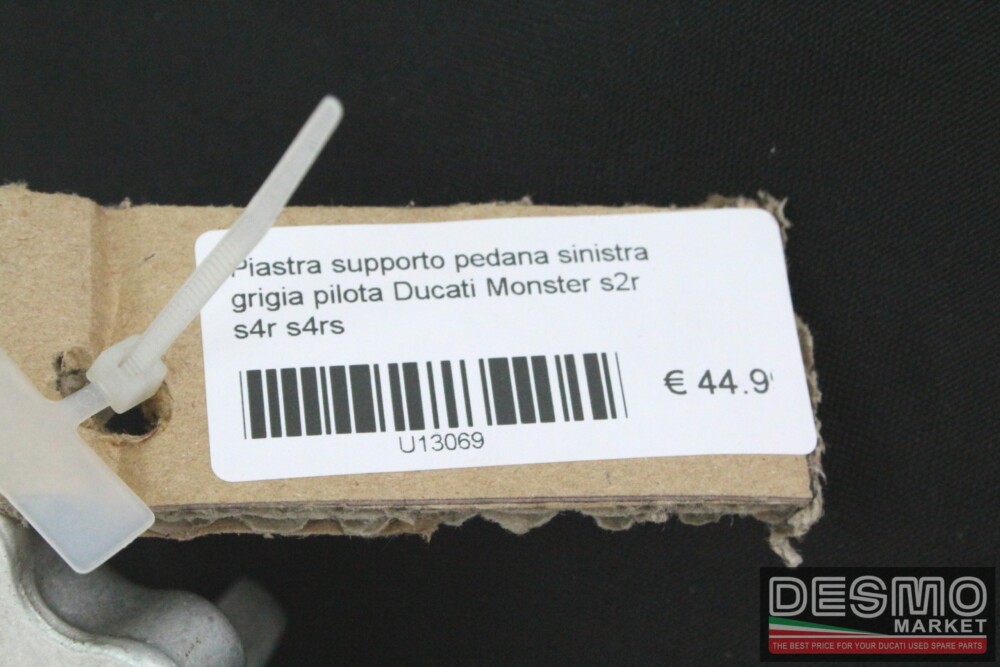 Piastra supporto pedana sinistra
grigia pilota Ducati Monster s2r
s4r s4rs
€ 44.9
U13069
DESMO
MARKET
THE BEST PRICE FOR YOUR DUCATI USED SPARE PARTS